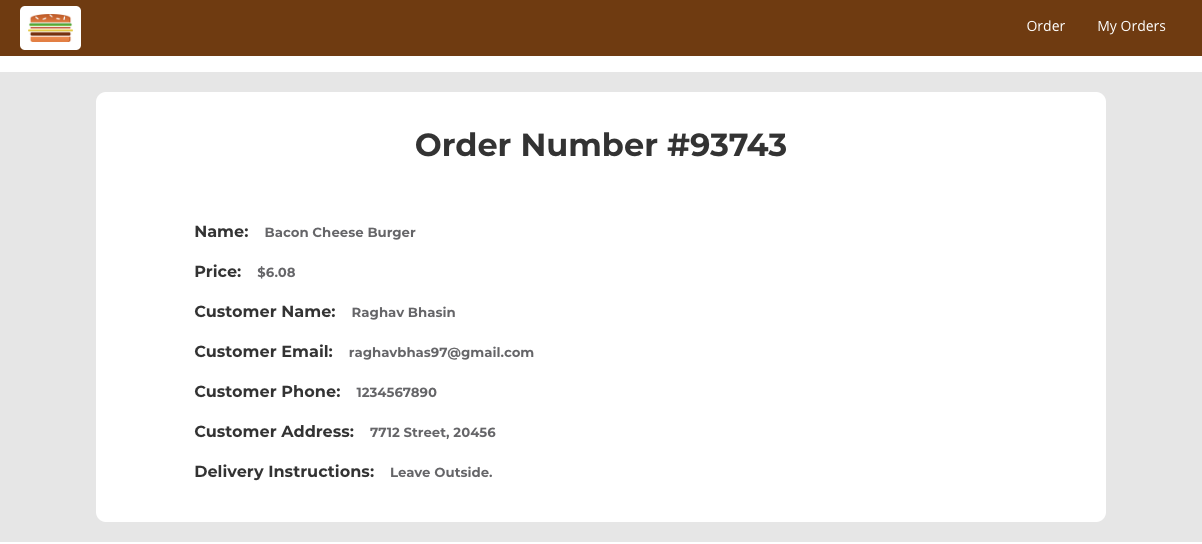 Order My Orders
Order Number #93743
Name: Bacon Cheese Burger
Price: $6.08
Customer Name: Raghav Bhasin
Customer Email: raghavbhas97@gmail.com
Customer Phone: 1234567890
Customer Address: 7712 Street, 20456
Delivery Instructions: Leave Outside.